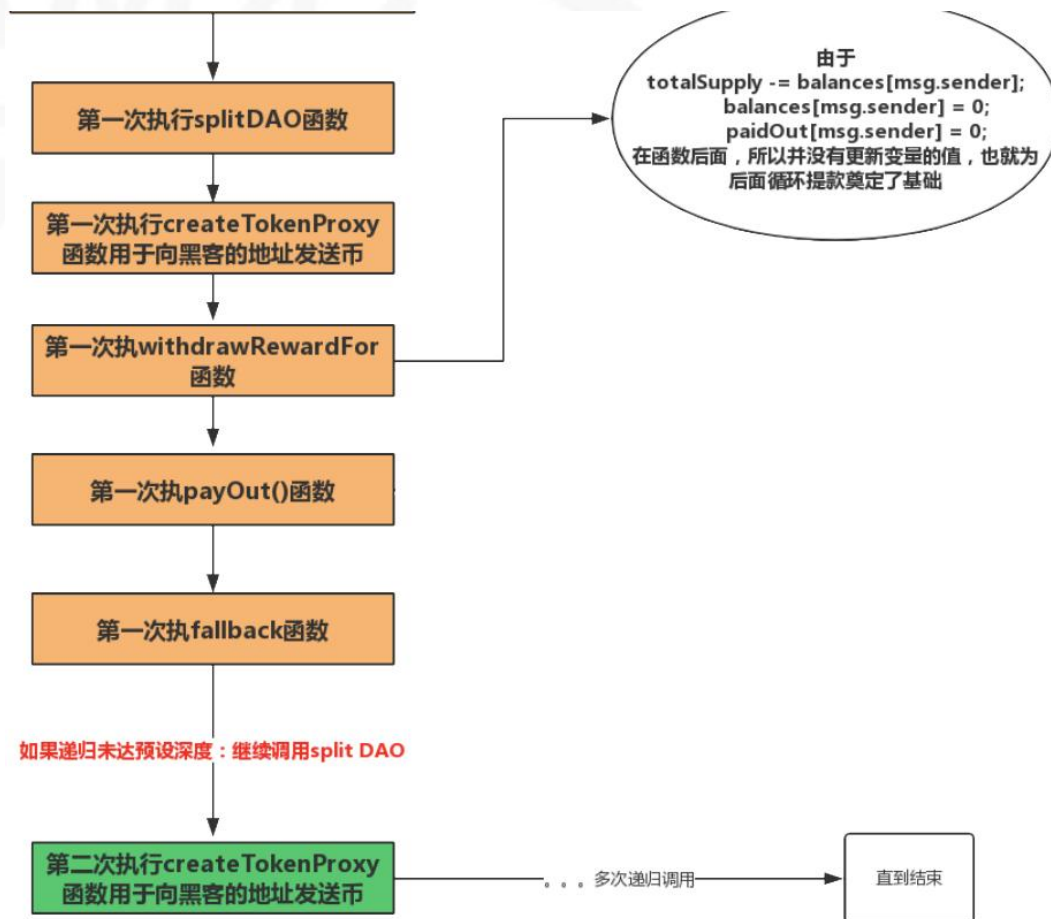 由于
totalSupply -= balances[msg.sender];
balances[msg.sender] = 0;
paidOut[msg.sender] = 0;
在函数后面，所以并没有更新变量的值，也就为
后面循环提款奠定了基础
第一次执行splitDAO函数
第一次执行createTokenProxy
函数用于向黑客的地址发送币
第一次执withdrawRewardFor
函数
第一次执payOut()函数
第一次执fallback函数
如果递归未达预设深度：继续调用split DAO
第二次执行createTokenProxy
函数用于向黑客的地址发送币
。。。多次递归调用
直到结束